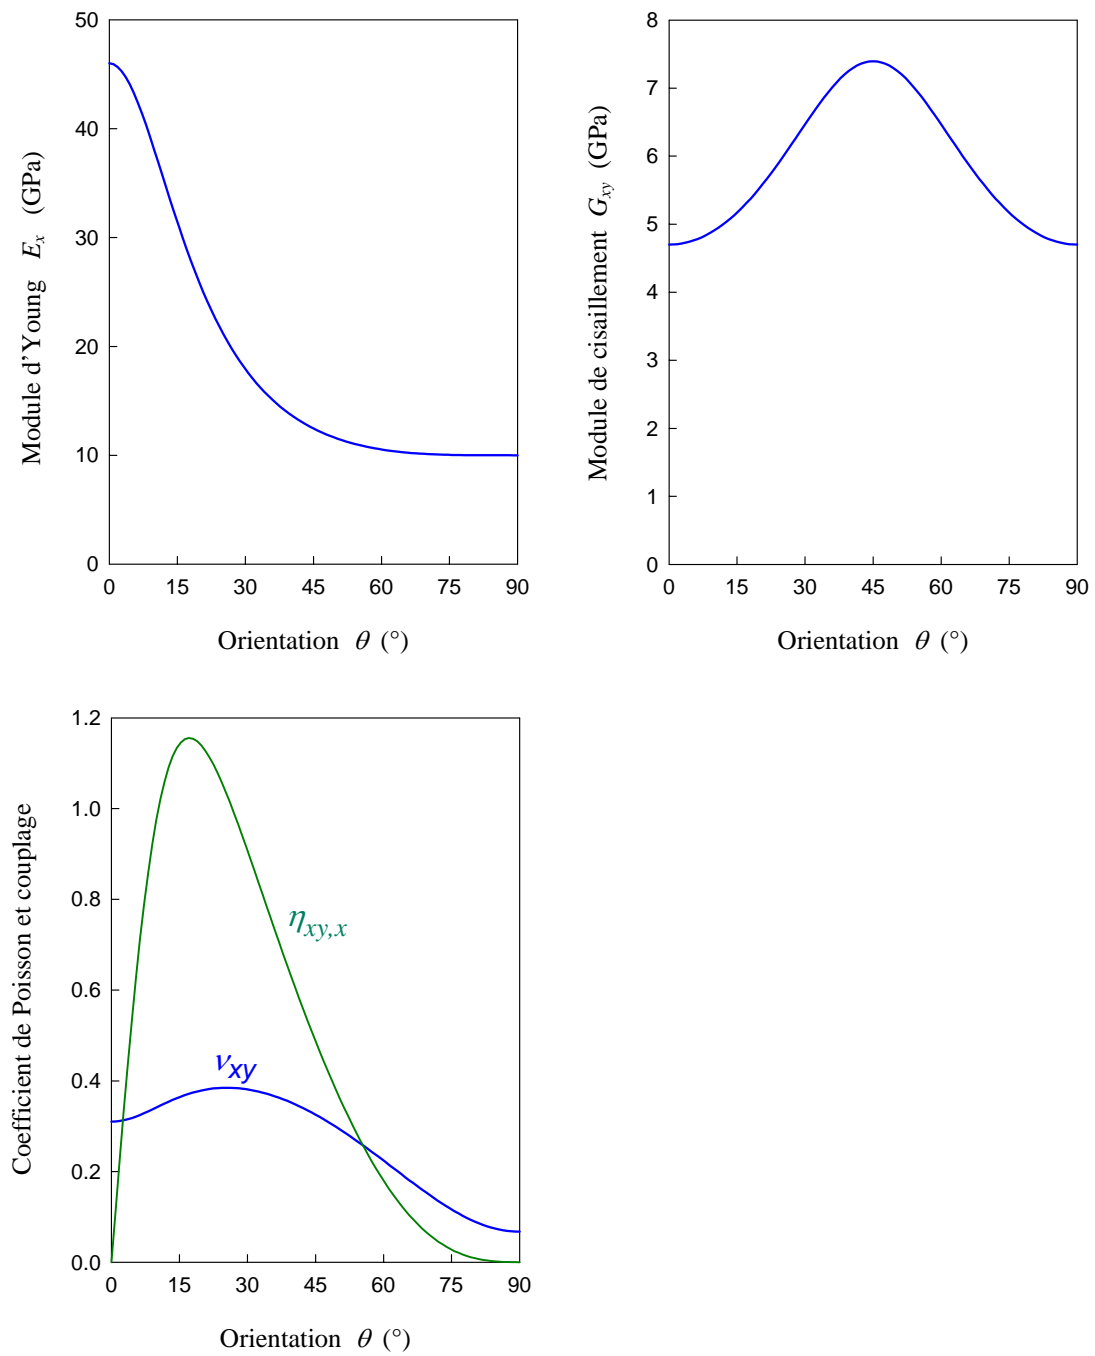 50
40
30
20
10
0
0 15 30 45 60 75 90
Module d'Young E_x (GPa)
Orientation θ (°)
8
7
6
5
4
3
2
1
0
0 15 30 45 60 75 90
Module de cisaillement G_xy (GPa)
Orientation θ (°)
1.2
1.0
0.8
0.6
0.4
0.2
0.0
0 15 30 45 60 75 90
Coefficient de Poisson et couplage
η_xy,x
ν_xy
Orientation θ (°)